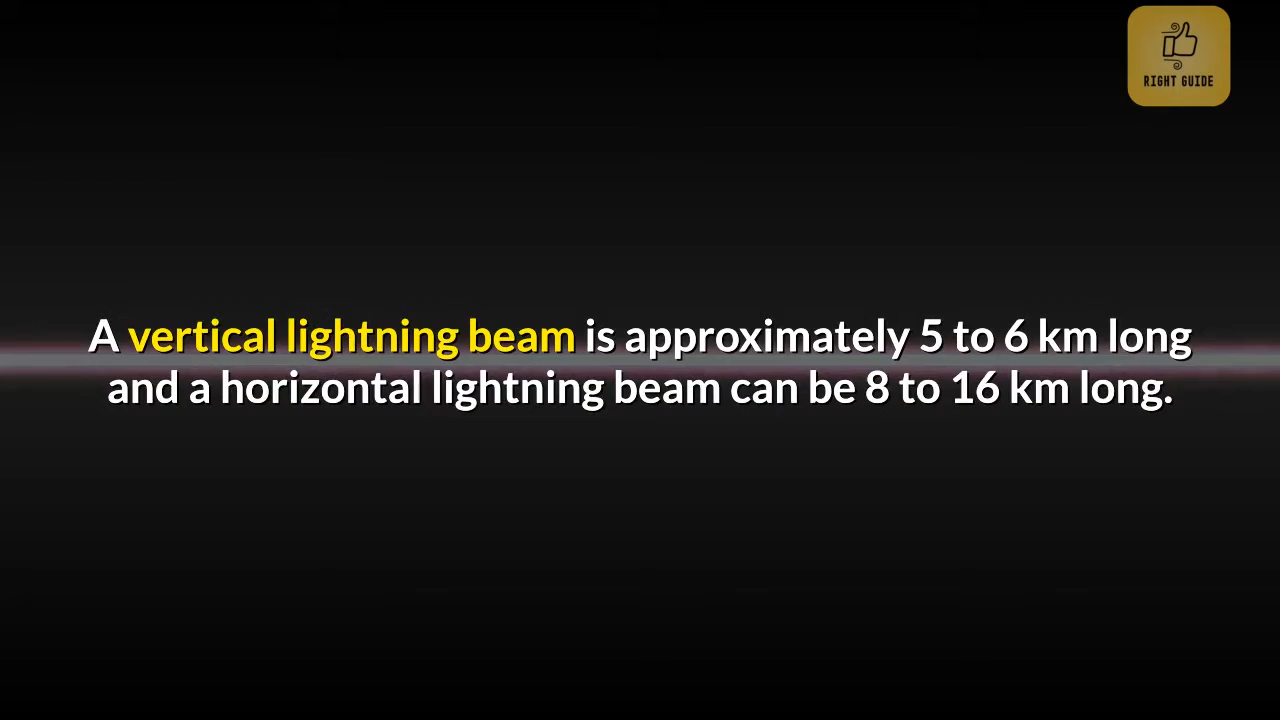 RIGHT GUIDE
A vertical lightning beam is approximately 5 to 6 km long
and a horizontal lightning beam can be 8 to 16 km long.